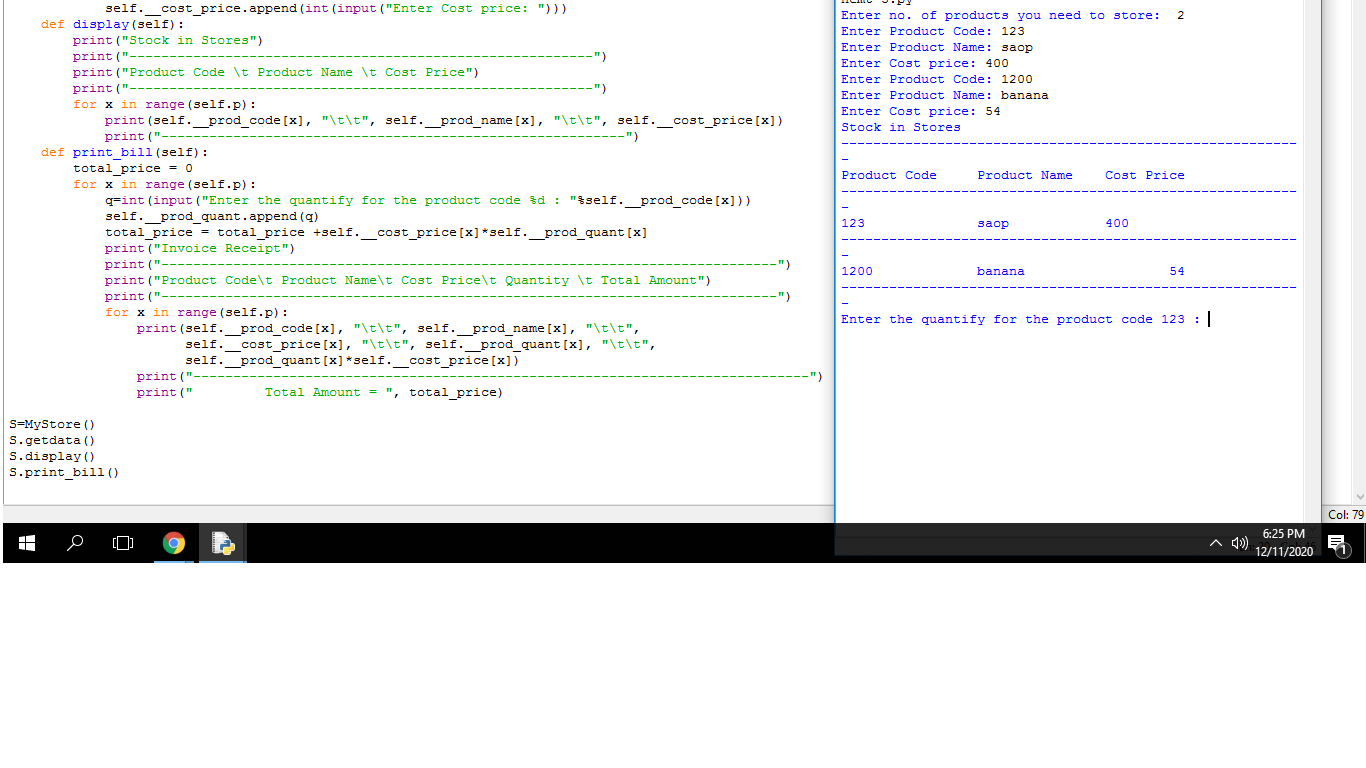 self.__cost_price.append(int(input("Enter Cost price: ")))
    def display(self):
        print("Stock in Stores")
        print("----------------------------------------------------------")
        print("Product Code \t Product Name \t Cost Price")
        print("----------------------------------------------------------")
        for x in range(self.p):
            print(self.__prod_code[x], "\t\t", self.__prod_name[x], "\t\t", self.__cost_price[x])
            print("----------------------------------------------------------")
    def print_bill(self):
        total_price = 0
        for x in range(self.p):
            q=int(input("Enter the quantify for the product code %d : "%self.__prod_code[x]))
            self.__prod_quant.append(q)
            total_price = total_price +self.__cost_price[x]*self.__prod_quant[x]
            print("Invoice Receipt")
            print("-----------------------------------------------------------------------------")
            print("Product Code\t Product Name\t Cost Price\t Quantity \t Total Amount")
            print("-----------------------------------------------------------------------------")
            for x in range(self.p):
                print(self.__prod_code[x], "\t\t", self.__prod_name[x], "\t\t",
                      self.__cost_price[x], "\t\t", self.__prod_quant[x], "\t\t",
                      self.__prod_quant[x]*self.__cost_price[x])
                print("-----------------------------------------------------------------------------")
                print("         Total Amount = ", total_price)
S=MyStore()
S.getdata()
S.display()
S.print_bill()
Enter no. of products you need to store:  2
Enter Product Code: 123
Enter Product Name: saop
Enter Cost price: 400
Enter Product Code: 1200
Enter Product Name: banana
Enter Cost price: 54
Stock in Stores
---------------------------------------------------------
-
Product Code     Product Name    Cost Price
---------------------------------------------------------
-
123              saop            400
---------------------------------------------------------
-
1200             banana                  54
---------------------------------------------------------
-
Enter the quantify for the product code 123 :
Col: 79
6:25 PM
12/11/2020
1